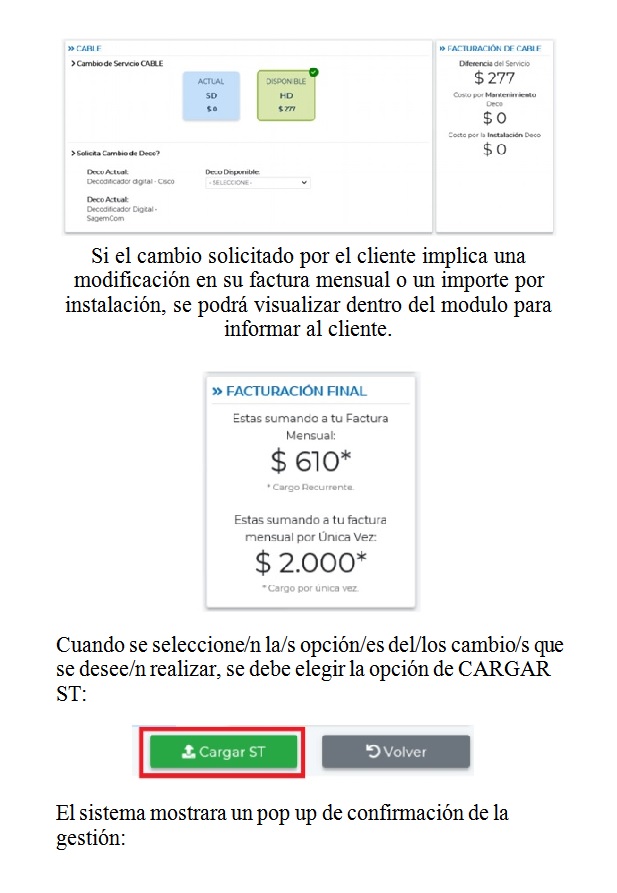 » CABLE
› Cambio de Servicio CABLE
ACTUAL
SD
$ 0
DISPONIBLE
HD
$ 777
› Solicita Cambio de Deco?
Deco Actual:
Decodificador digital - Cisco
Deco Disponible:
- SELECCIONE -
Deco Actual:
Decodificador Digital -
SagemCom
» FACTURACIÓN DE CABLE
Diferencia del Servicio
$ 277
Costo por Mantenimiento
Deco
$ 0
Costo por la Instalación Deco
$ 0
Si el cambio solicitado por el cliente implica una
modificación en su factura mensual o un importe por
instalación, se podrá visualizar dentro del modulo para
informar al cliente.
» FACTURACIÓN FINAL
Estas sumando a tu Factura
Mensual:
$ 610*
* Cargo Recurrente.
Estas sumando a tu factura
mensual por Única Vez:
$ 2.000*
* Cargo por única vez.
Cuando se seleccione/n la/s opción/es del/los cambio/s que
se desee/n realizar, se debe elegir la opción de CARGAR
ST:
Cargar ST
Volver
El sistema mostrara un pop up de confirmación de la
gestión: